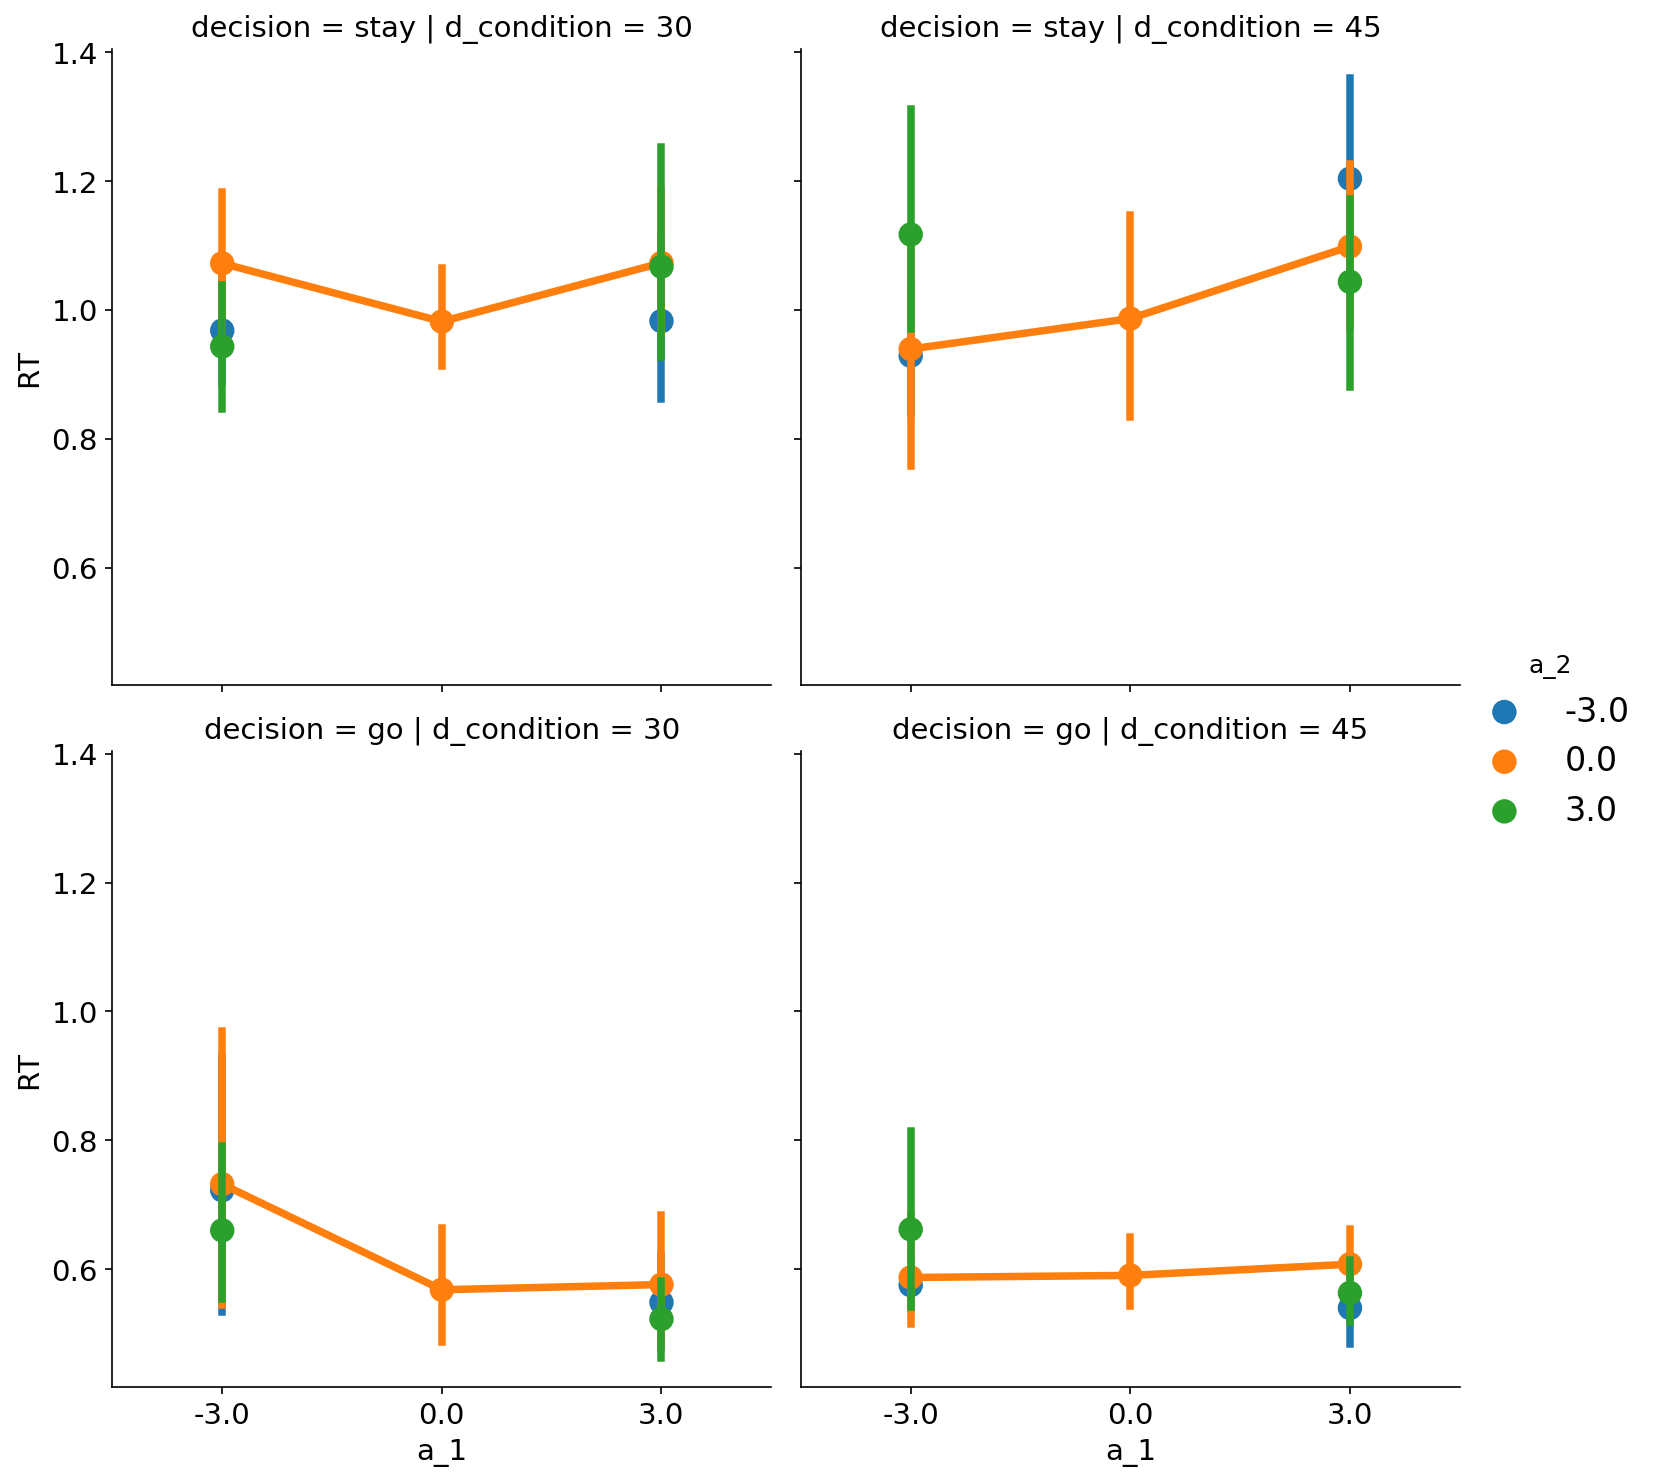 decision = stay | d_condition = 30
decision = stay | d_condition = 45
1.4
1.2
1.0
0.8
0.6
RT
a_2
-3.0
0.0
3.0
decision = go | d_condition = 30
decision = go | d_condition = 45
1.4
1.2
1.0
0.8
0.6
RT
-3.0 0.0 3.0
a_1
-3.0 0.0 3.0
a_1